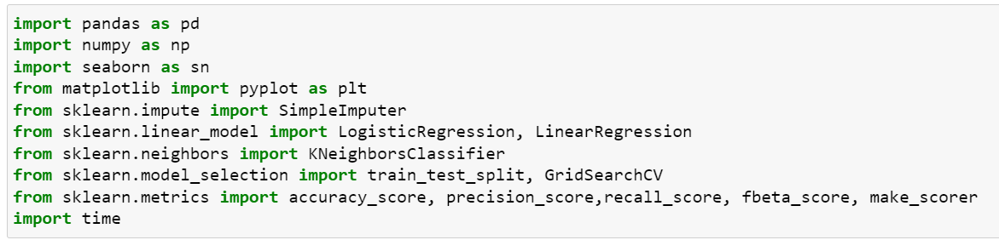 import pandas as pd
import numpy as np
import seaborn as sn
from matplotlib import pyplot as plt
from sklearn.impute import SimpleImputer
from sklearn.linear_model import LogisticRegression, LinearRegression
from sklearn.neighbors import KNeighborsClassifier
from sklearn.model_selection import train_test_split, GridSearchCV
from sklearn.metrics import accuracy_score, precision_score,recall_score, fbeta_score, make_scorer
import time